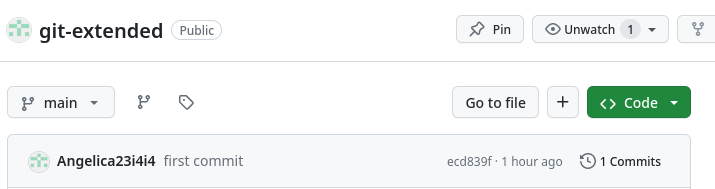 git-extended Public Pin Unwatch 1
main Go to file + Code
Angelica23i4i4 first commit ecd839f · 1 hour ago 1 Commits